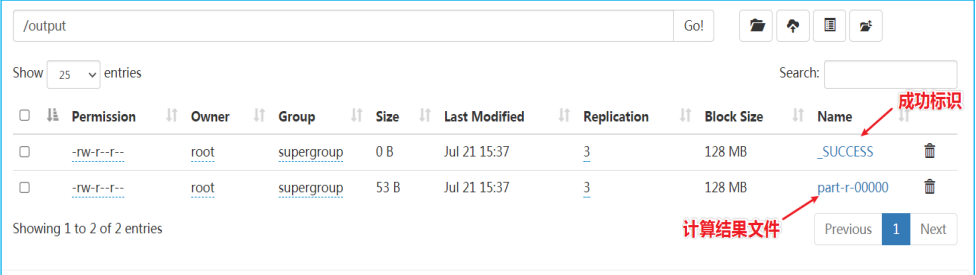 /output Go!
Show 25 entries Search:
成功标识
Permission Owner Group Size Last Modified Replication Block Size Name
-rw-r--r-- root supergroup 0 B Jul 21 15:37 3 128 MB _SUCCESS
-rw-r--r-- root supergroup 53 B Jul 21 15:37 3 128 MB part-r-00000
计算结果文件
Showing 1 to 2 of 2 entries Previous 1 Next